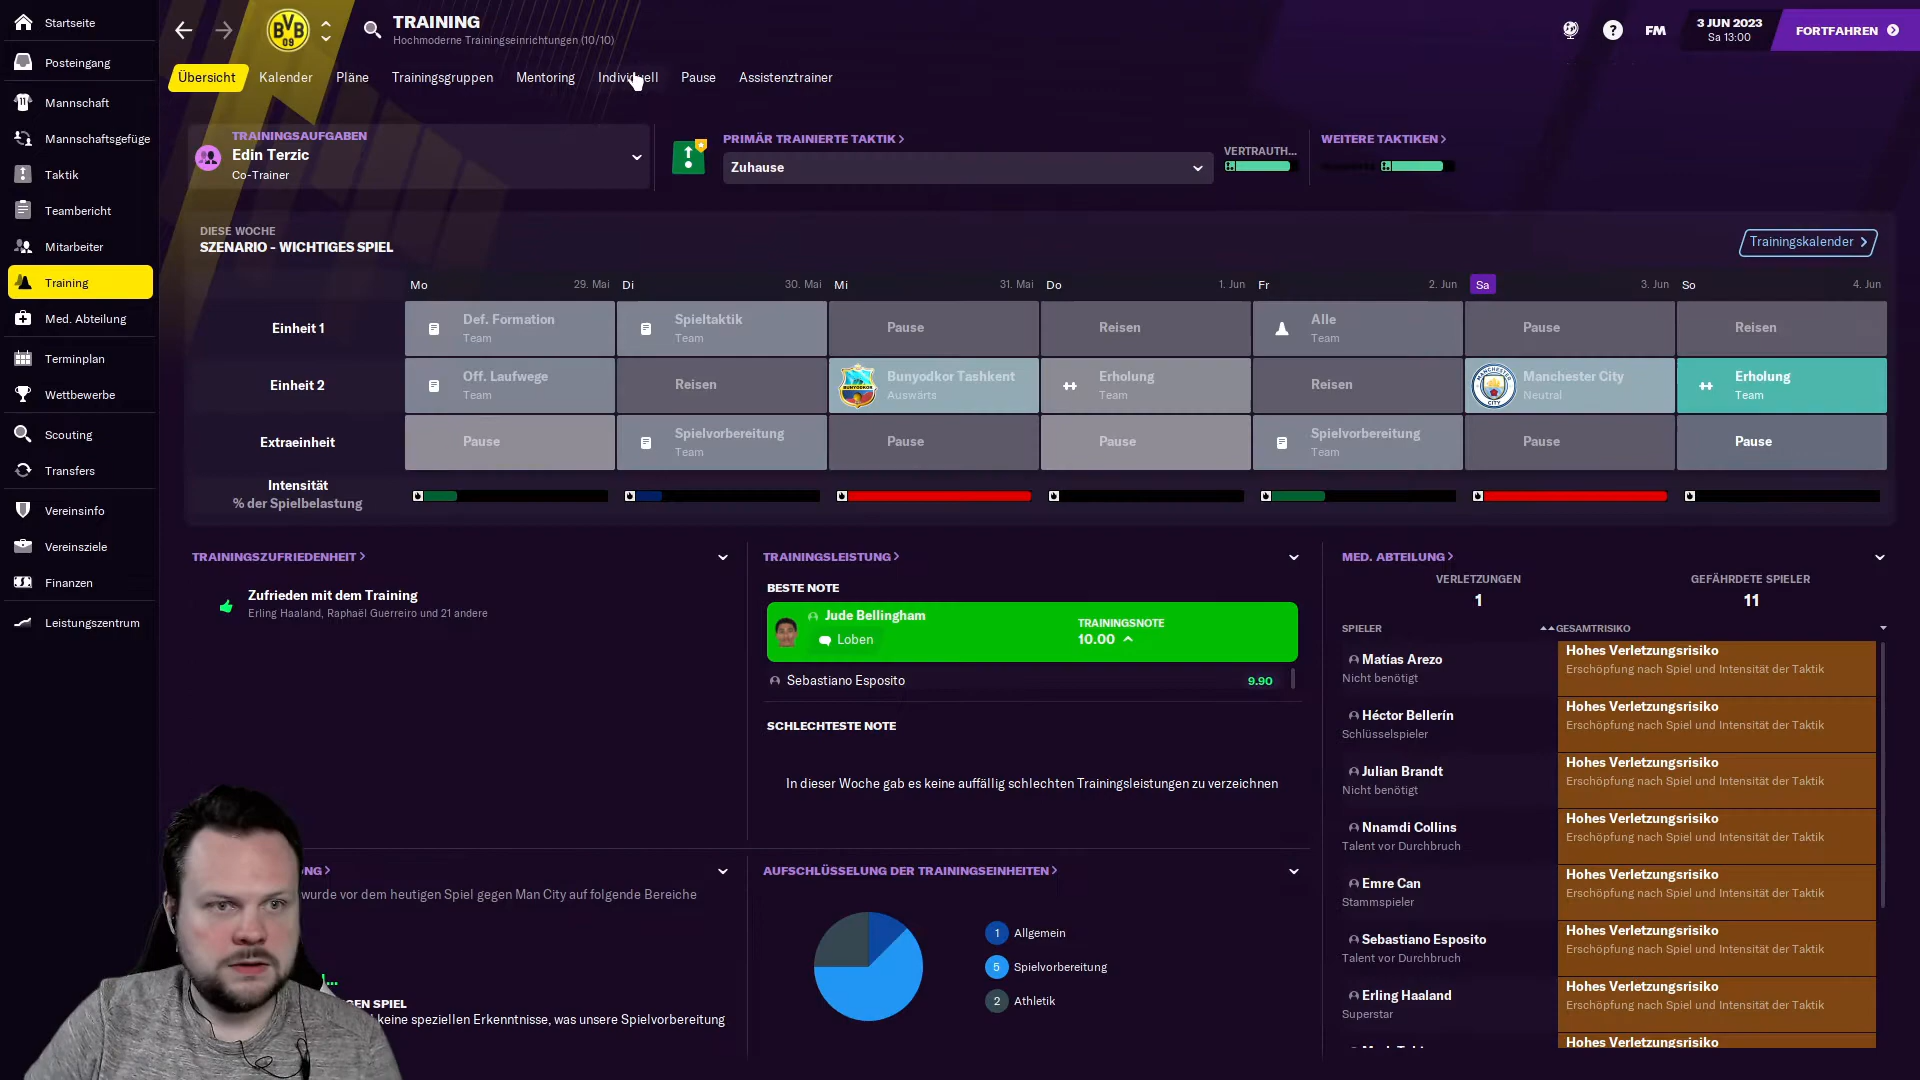 Startseite
Posteingang
Mannschaft
Mannschaftsgefüge
Taktik
Teambericht
Mitarbeiter
Training
Med. Abteilung
Terminplan
Wettbewerbe
Scouting
Transfers
Vereinsinfo
Vereinsziele
Finanzen
Leistungszentrum
BVB 09
TRAINING
Hochmoderne Trainingseinrichtungen (10/10)
FM
3 JUN 2023
Sa 13:00
FORTFAHREN
Übersicht Kalender Pläne Trainingsgruppen Mentoring Individuell Pause Assistenztrainer
TRAININGSAUFGABEN
Edin Terzic
Co-Trainer
PRIMÄR TRAINIERTE TAKTIK
Zuhause
VERTRAUTH...
WEITERE TAKTIKEN
DIESE WOCHE
SZENARIO - WICHTIGES SPIEL
Trainingskalender
Mo 29. Mai Di 30. Mai Mi 31. Mai Do 1. Jun Fr 2. Jun Sa 3. Jun So 4. Jun
Einheit 1
Def. Formation
Team
Spieltaktik
Team
Pause
Reisen
Alle
Team
Pause
Reisen
Einheit 2
Off. Laufwege
Team
Reisen
Bunyodkor Tashkent
Auswärts
Erholung
Team
Reisen
Manchester City
Neutral
Erholung
Team
Extraeinheit
Pause
Spielvorbereitung
Team
Pause
Pause
Spielvorbereitung
Team
Pause
Pause
Intensität
% der Spielbelastung
TRAININGSZUFRIEDENHEIT
Zufrieden mit dem Training
Erling Haaland, Raphaël Guerreiro und 21 andere
TRAININGSLEISTUNG
BESTE NOTE
Jude Bellingham
Loben
TRAININGSNOTE
10.00
Sebastiano Esposito 9.90
SCHLECHTESTE NOTE
In dieser Woche gab es keine auffällig schlechten Trainingsleistungen zu verzeichnen
MED. ABTEILUNG
VERLETZUNGEN
1
GEFÄHRDETE SPIELER
11
SPIELER GESAMTRISIKO
Matías Arezo
Nicht benötigt
Hohes Verletzungsrisiko
Erschöpfung nach Spiel und Intensität der Taktik
Héctor Bellerín
Schlüsselspieler
Hohes Verletzungsrisiko
Erschöpfung nach Spiel und Intensität der Taktik
Julian Brandt
Nicht benötigt
Hohes Verletzungsrisiko
Erschöpfung nach Spiel und Intensität der Taktik
Nnamdi Collins
Talent vor Durchbruch
Hohes Verletzungsrisiko
Erschöpfung nach Spiel und Intensität der Taktik
Emre Can
Stammspieler
Hohes Verletzungsrisiko
Erschöpfung nach Spiel und Intensität der Taktik
Sebastiano Esposito
Talent vor Durchbruch
Hohes Verletzungsrisiko
Erschöpfung nach Spiel und Intensität der Taktik
Erling Haaland
Superstar
Hohes Verletzungsrisiko
Erschöpfung nach Spiel und Intensität der Taktik
Hohes Verletzungsrisiko
NG
wurde vor dem heutigen Spiel gegen Man City auf folgende Bereiche
...
GEN SPIEL
keine speziellen Erkenntnisse, was unsere Spielvorbereitung
AUFSCHLÜSSELUNG DER TRAININGSEINHEITEN
1 Allgemein
5 Spielvorbereitung
2 Athletik